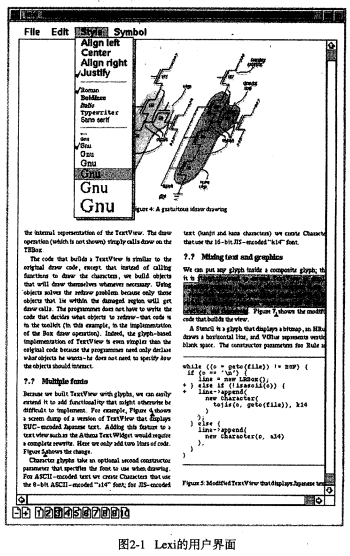 File Edit Style Symbol
Align left
Center
Align right
✓Justify
✓Roman
Boldface
Italic
Typewriter
Sans serif
Gnu
✓Gnu
Gnu
Gnu
Gnu
Gnu
Gnu
Figure 4: A gratuitous idraw drawing
the internal representation of the TextView. The draw
operation (which is not shown) simply calls draw on the
TBBox.
The code that builds a TextView is similar to the
original draw code, except that instead of calling
functions to draw the characters, we build objects
that will draw themselves whenever necessary. Using
objects solves the redraw problem because only those
objects that lie within the damaged region will get
draw calls. The programmer does not have to write the
code that decides what objects to redraw-that code is
in the toolkit (in this example, in the implementation
of the Box draw operation). Indeed, the glyph-based
implementation of TextView is even simpler than the
original code because the programmer need only declare
what objects he wants-he does not need to specify how
the objects should interact.
?.? Multiple fonts
Because we built TextView with glyphs, we can easily
extend it to add functionality that might otherwise be
difficult to implement. For example, Figure 4 shows
a screen dump of a version of TextView that displays
EUC-encoded Japanese text. Adding this feature to a
text view such as the Athena TextWidget would require
a complete rewrite. Here we only add two lines of code.
Figure 5 shows the change.
Character glyphs take an optional second constructor
parameter that specifies the font to use when drawing.
For ASCII-encoded text we create Characters that use
the 8-bit ASCII-encoded "a14" font; for JIS-encoded
text (kanji and kana characters) we create Characters
that use the 16-bit JIS-encoded "k14" font.
?.? Mixing text and graphics
We can put any glyph inside a composite glyph; th
it is
Figure 7 shows the modifi
code that builds the view.
A Stencil is a glyph that displays a bitmap, an HRu
draws a horizontal line, and VGlue represents vertic
blank space. The constructor parameters for Rule a
while ((c = getc(file)) != EOF) {
if (c == '\n') {
line = new LRBox();
+ } else if (!isascii(c)) {
+ line->append(
+ new Character(
+ tojis(c, getc(file)), k14
+ )
+ );
} else {
line->append(
new Character(c, a14)
);
}
}
Figure 5: Modified TextView that displays Japanese text
1 2 3 4 5 6 7 8 9 10
图2-1 Lexi的用户界面